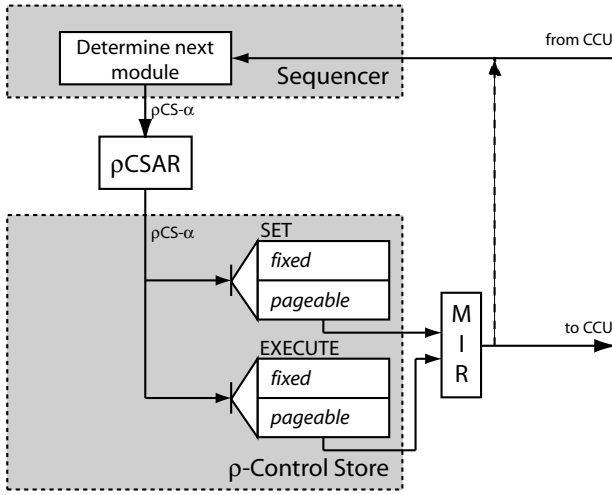 Determine next
module
from CCU
Sequencer
ρCS-α
ρCSAR
ρCS-α
SET
fixed
pageable
EXECUTE
fixed
pageable
M
I
R
to CCU
ρ-Control Store